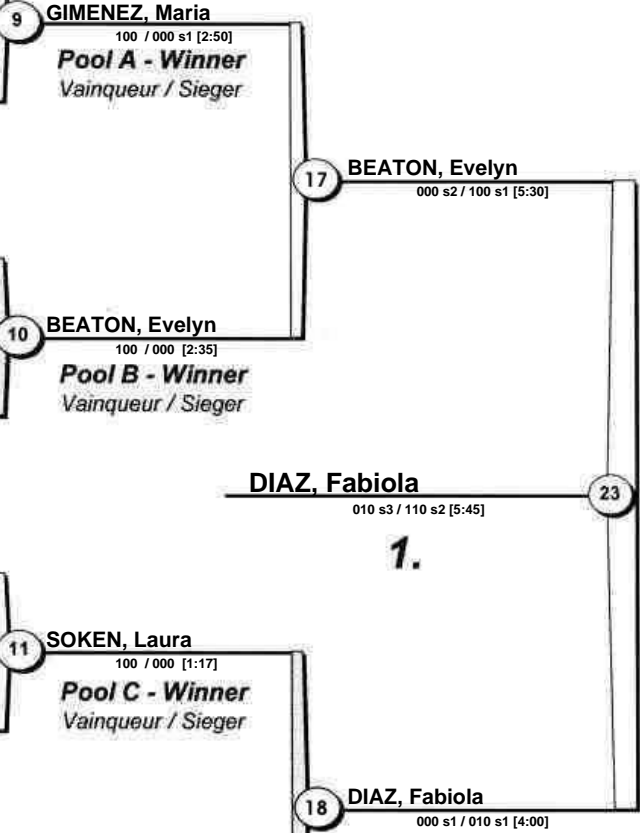 9 GIMENEZ, Maria
100 / 000 s1 [2:50]
Pool A - Winner
Vainqueur / Sieger
17 BEATON, Evelyn
000 s2 / 100 s1 [5:30]
10 BEATON, Evelyn
100 / 000 [2:35]
Pool B - Winner
Vainqueur / Sieger
DIAZ, Fabiola 23
010 s3 / 110 s2 [5:45]
1.
11 SOKEN, Laura
100 / 000 [1:17]
Pool C - Winner
Vainqueur / Sieger
18 DIAZ, Fabiola
000 s1 / 010 s1 [4:00]